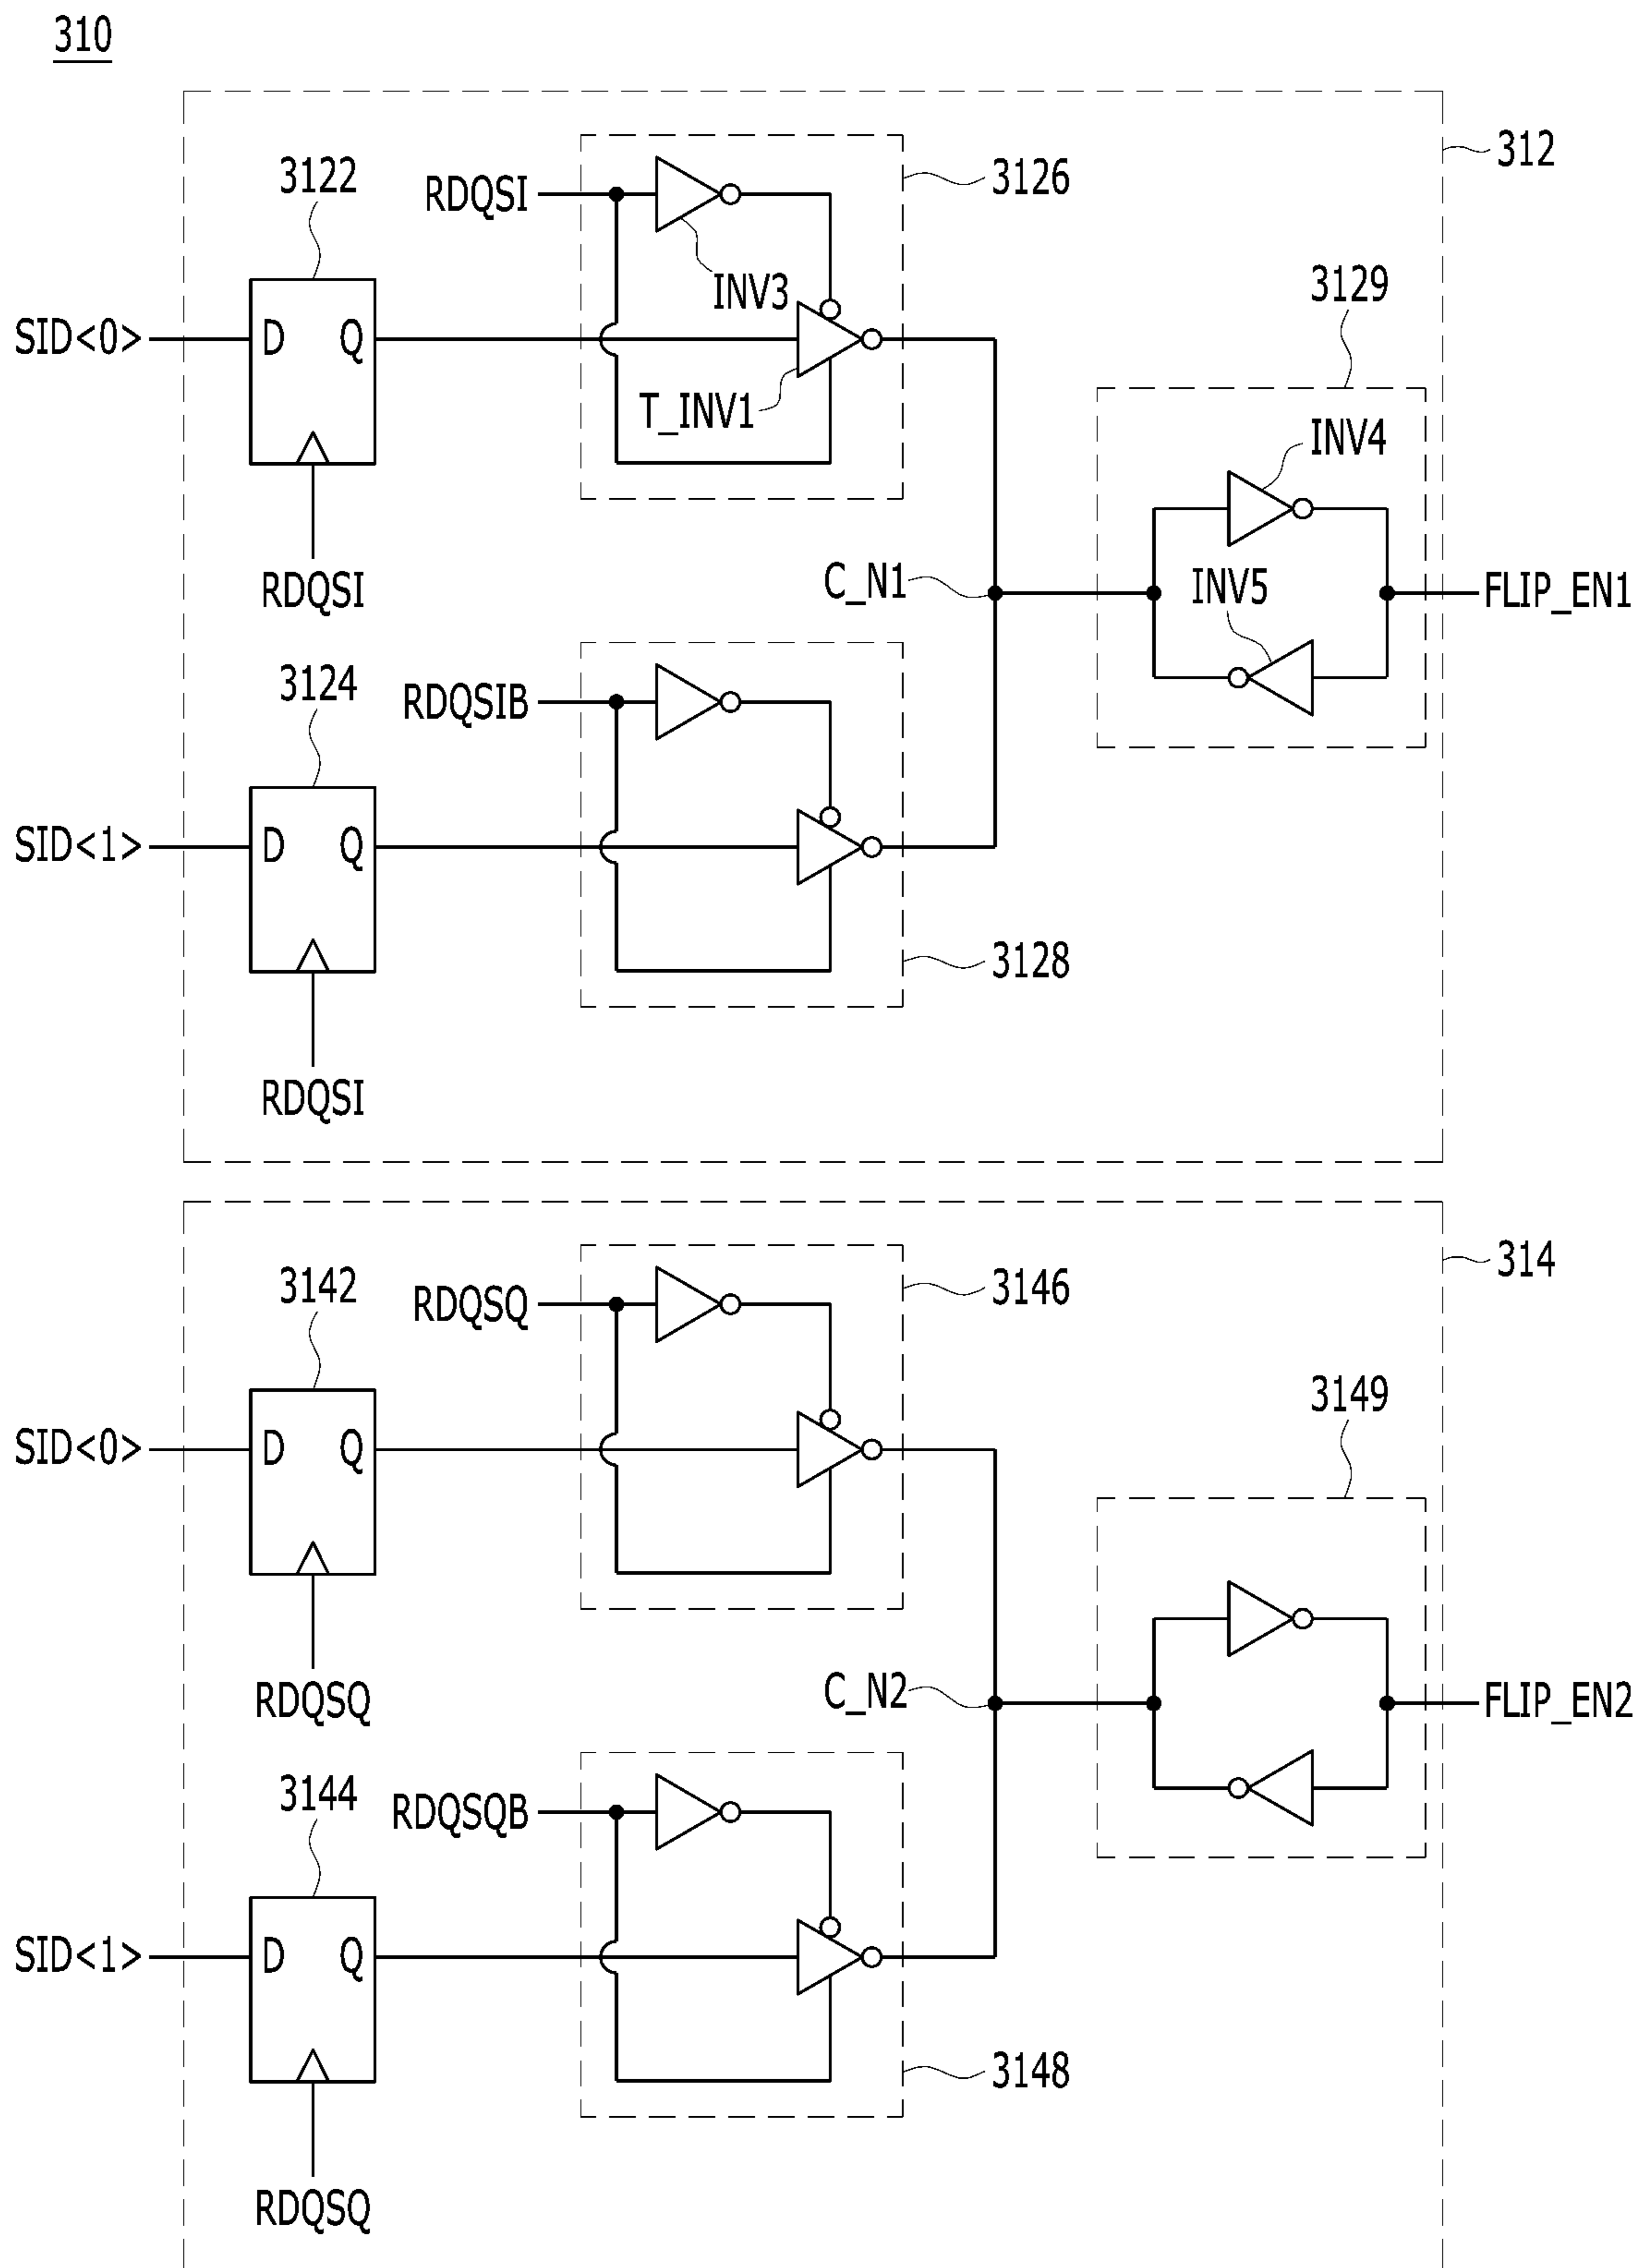 310
312
3122
RDQSI
3126
INV3
SID<0>
D
Q
T_INV1
RDQSI
3129
INV4
INV5
C_N1
FLIP_EN1
3124
RDQSIB
SID<1>
D
Q
3128
RDQSI
314
3142
RDQSQ
3146
SID<0>
D
Q
3149
RDQSQ
C_N2
FLIP_EN2
3144
RDQSQB
SID<1>
D
Q
3148
RDQSQ